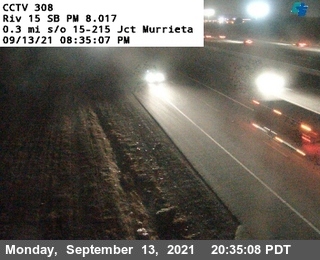 CCTV 308
Riv 15 SB PM 8.017
0.3 mi s/o 15-215 Jct Murrieta
09/13/21 08:35:07 PM
Monday, September 13, 2021 20:35:08 PDT